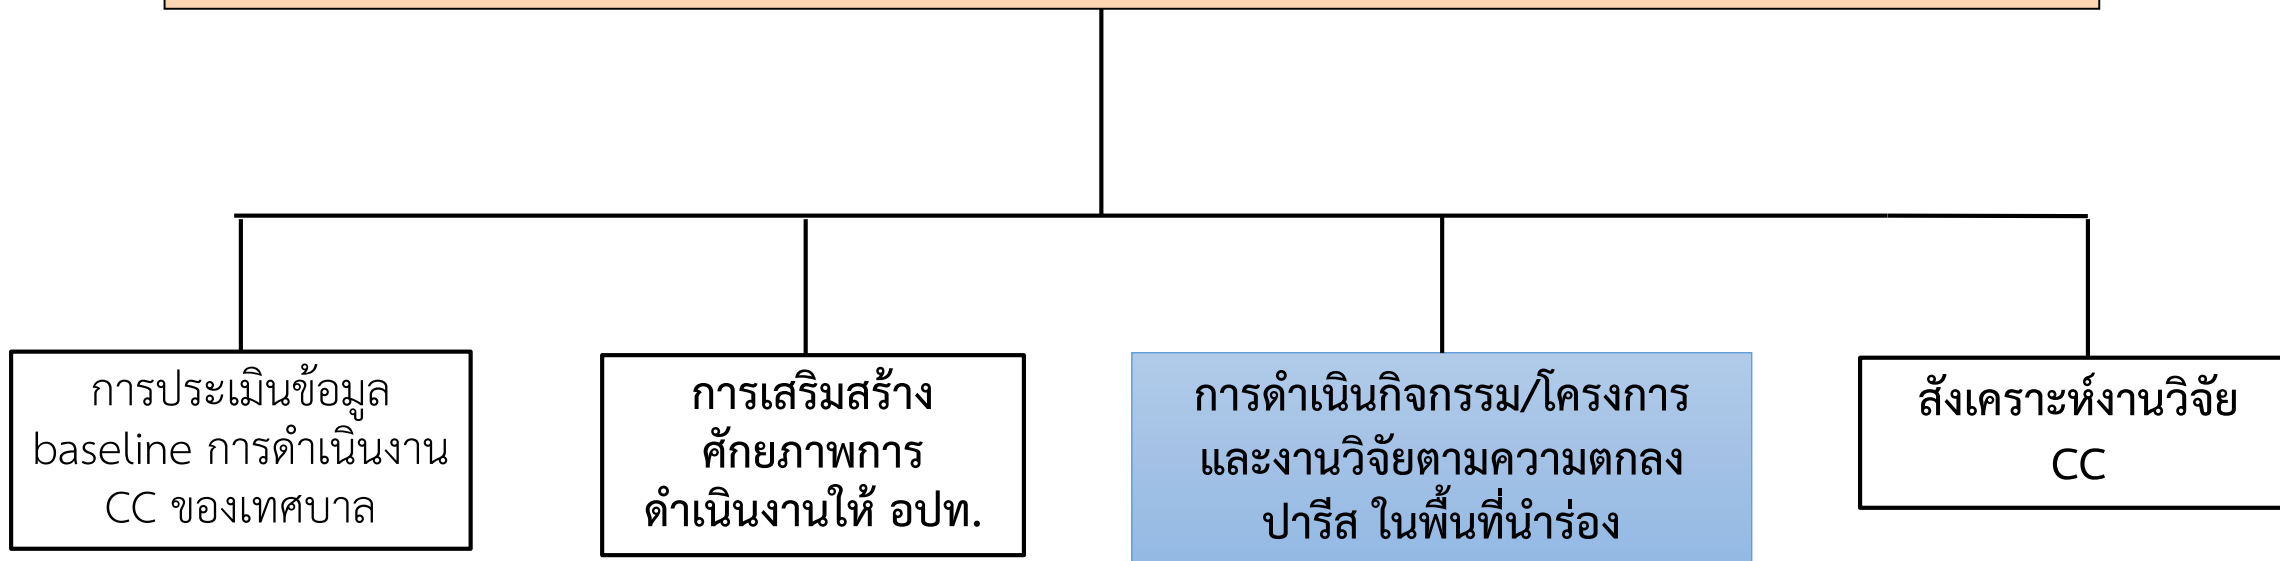 การประเมินข้อมูล
baseline การดำเนินงาน
CC ของเทศบาล
การเสริมสร้าง
ศักยภาพการ
ดำเนินงานให้ อปท.
การดำเนินกิจกรรม/โครงการ
และงานวิจัยตามความตกลง
ปารีส ในพื้นที่นำร่อง
สังเคราะห์งานวิจัย
CC